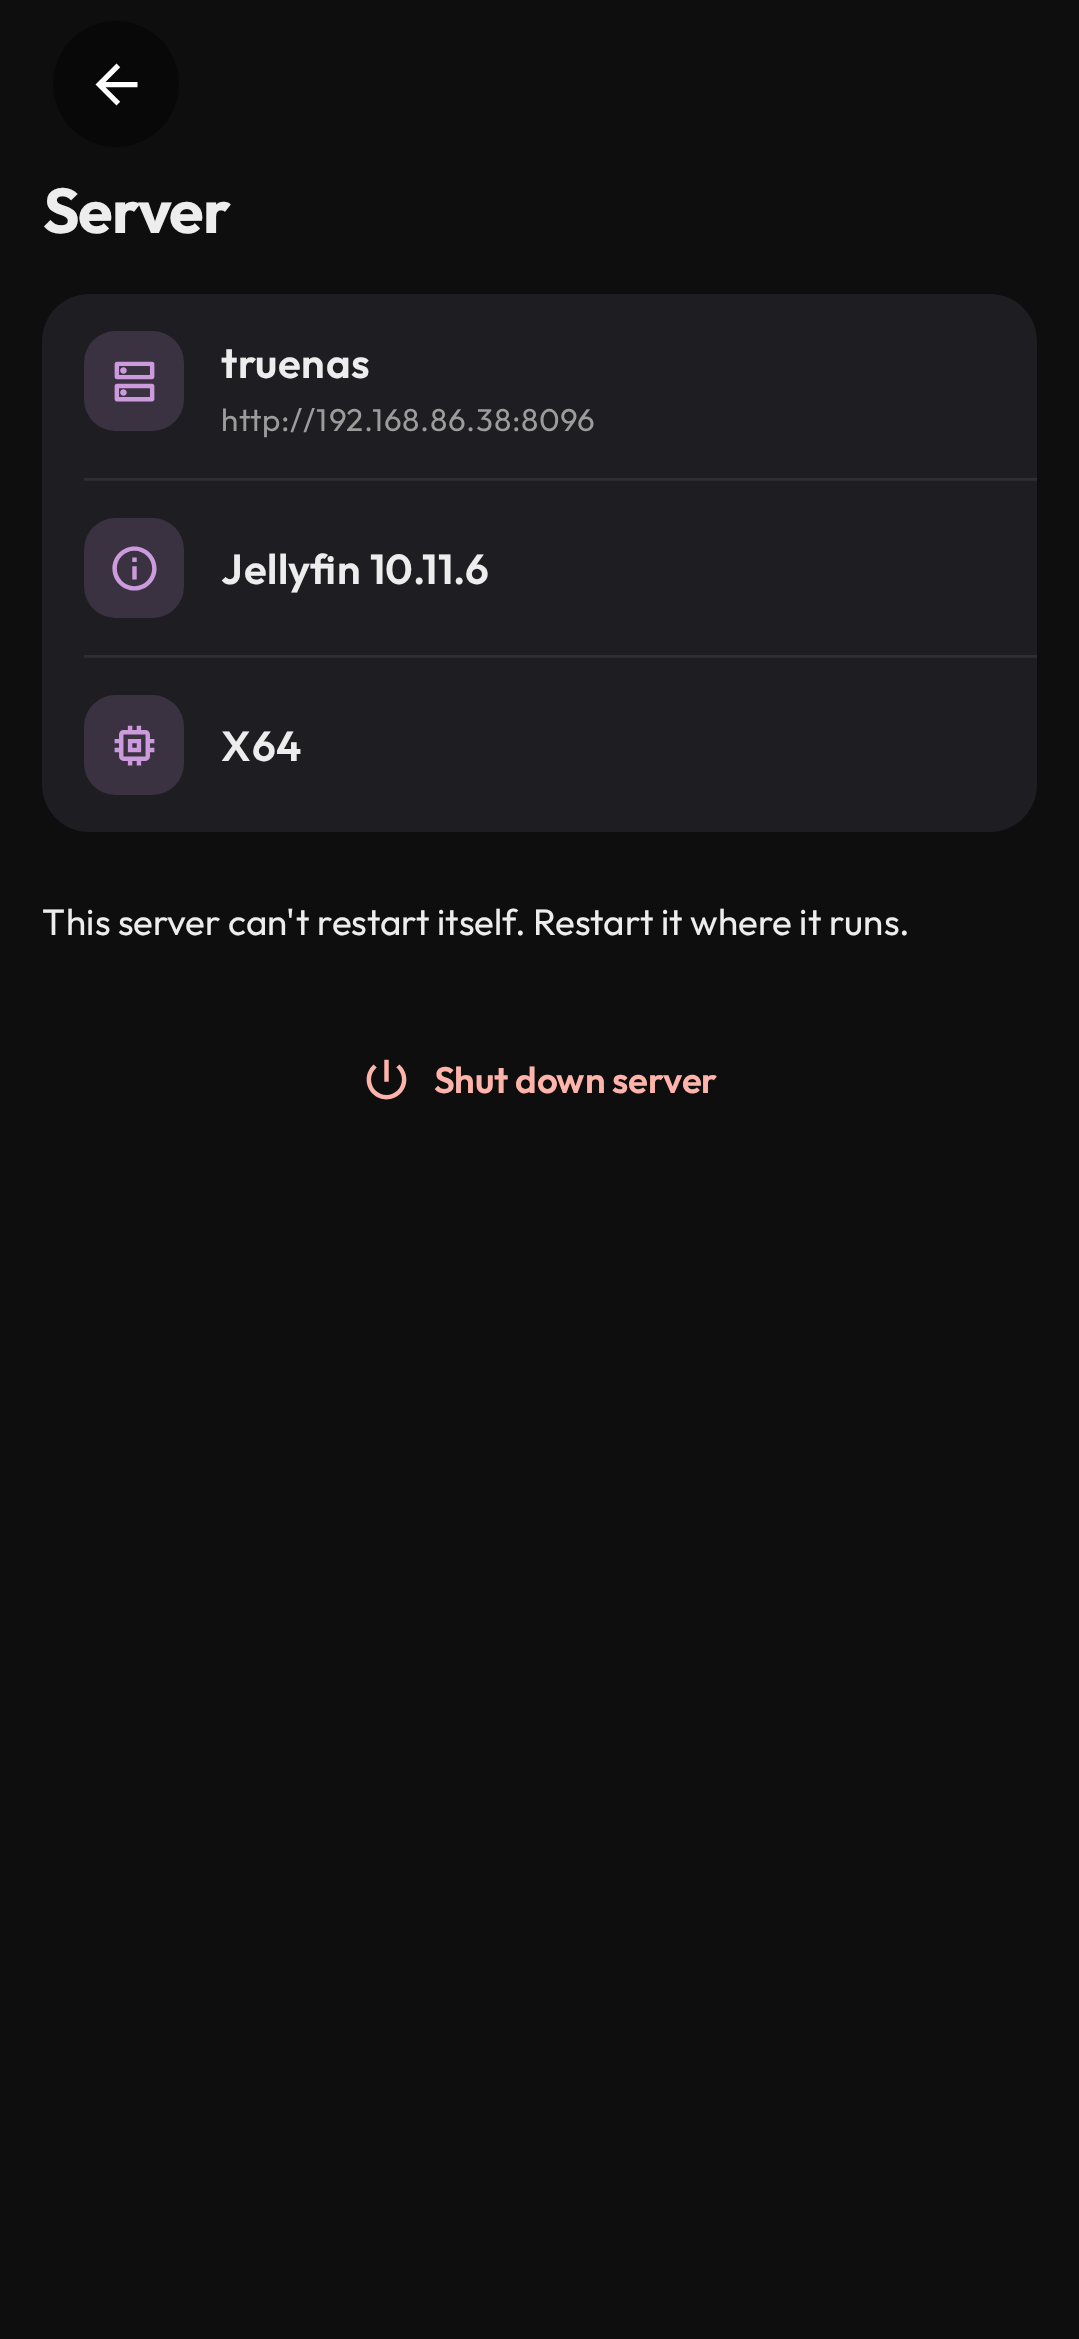 Server
truenas
http://192.168.86.38:8096
Jellyfin 10.11.6
X64
This server can't restart itself. Restart it where it runs.
Shut down server